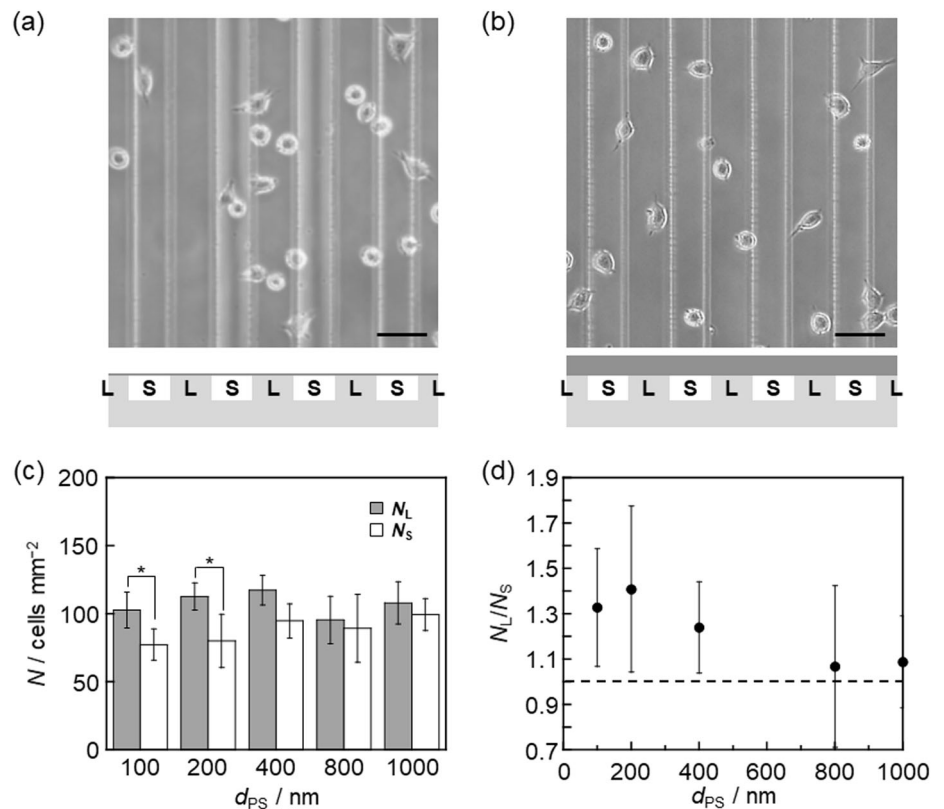 (a)
(b)
L S L S L S L S L
L S L S L S L S L
(c)
200
150
100
50
0
N / cells mm⁻²
N_L
N_S
*
*
100 200 400 800 1000
d_PS / nm
(d)
1.9
1.7
1.5
1.3
1.1
0.9
0.7
N_L/N_S
0 200 400 600 800 1000
d_PS / nm